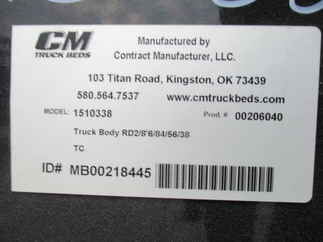 CM
TRUCK BEDS
Manufactured by
Contract Manufacturer, LLC.
103 Titan Road, Kingston, OK 73439
580.564.7537 www.cmtruckbeds.com
MODEL: 1510338 Prod. # 00206040
Truck Body RD2/8'6/84/56/38
TC
ID# MB00218445